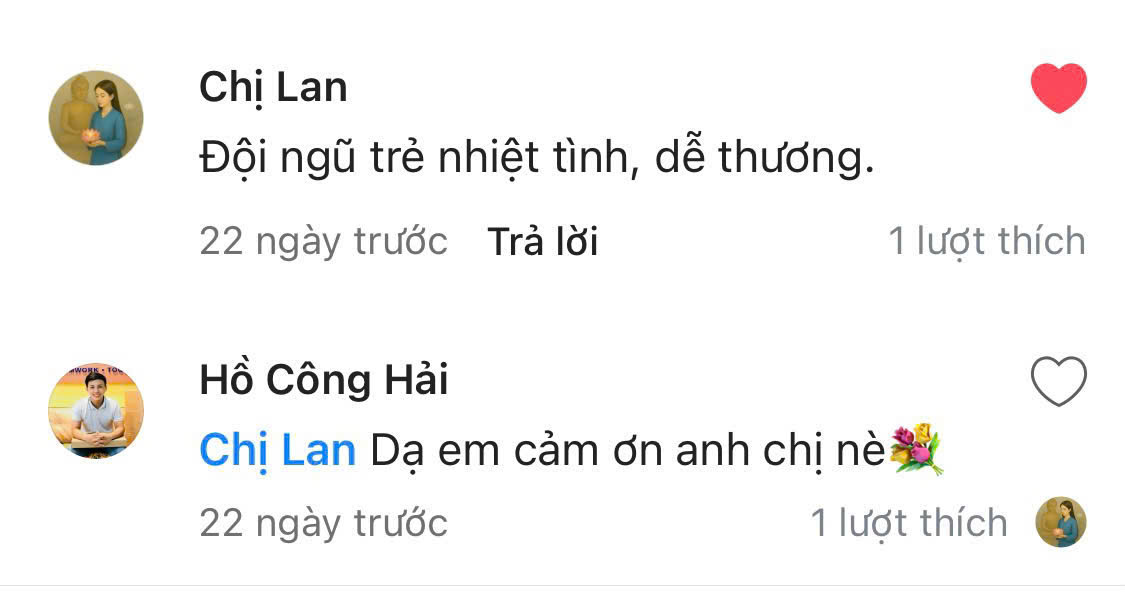 Chị Lan
Đội ngũ trẻ nhiệt tình, dễ thương.
22 ngày trước Trả lời 1 lượt thích
Hồ Công Hải
Chị Lan Dạ em cảm ơn anh chị nè💐
22 ngày trước 1 lượt thích